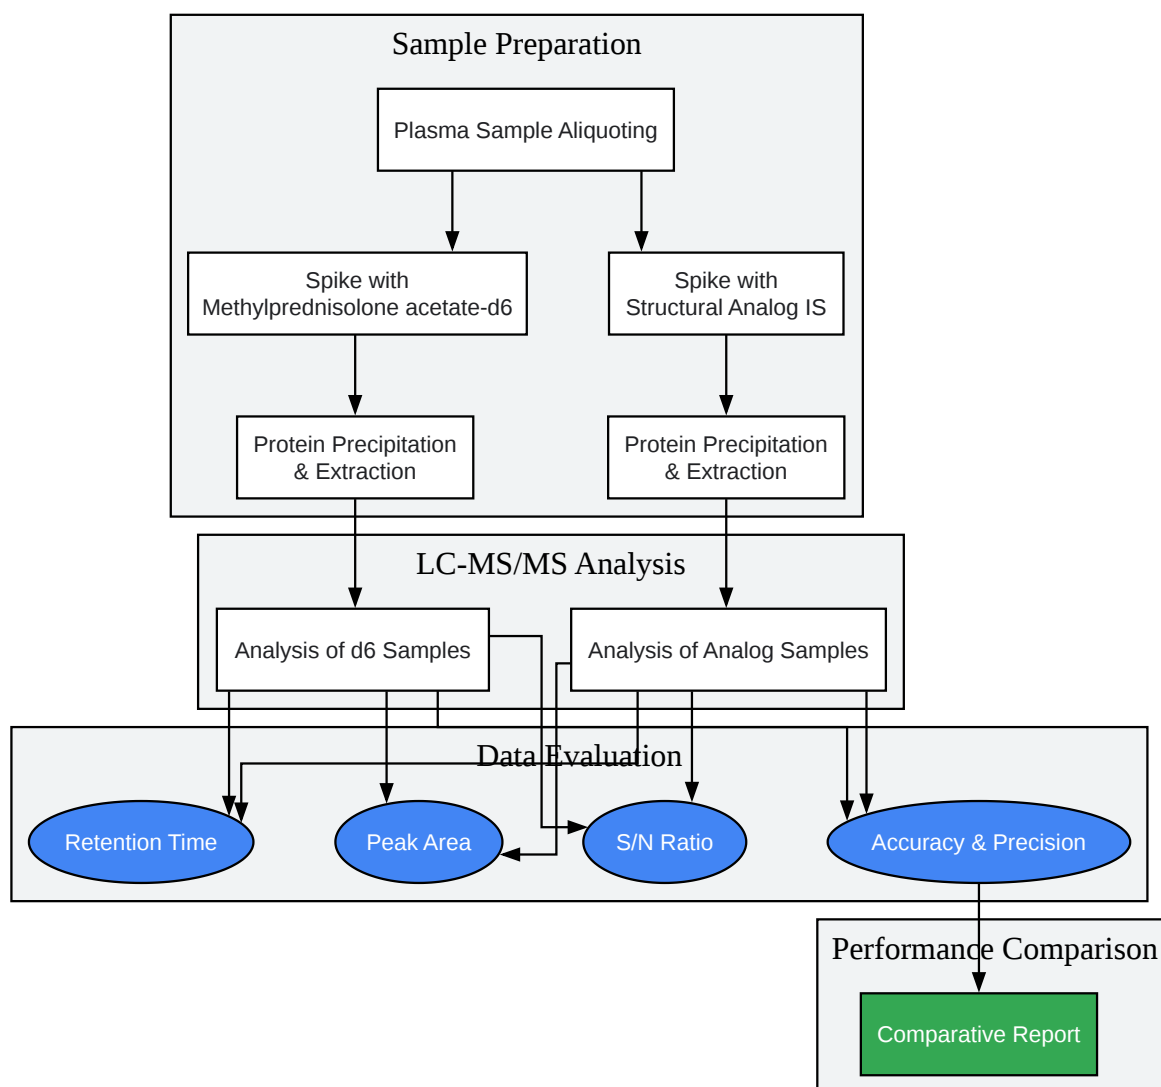 Sample Preparation
Plasma Sample Aliquoting
Spike with
Methylprednisolone acetate-d6
Spike with
Structural Analog IS
Protein Precipitation
& Extraction
Protein Precipitation
& Extraction
LC-MS/MS Analysis
Analysis of d6 Samples
Analysis of Analog Samples
Data Evaluation
Retention Time
Peak Area
S/N Ratio
Accuracy & Precision
Performance Comparison
Comparative Report